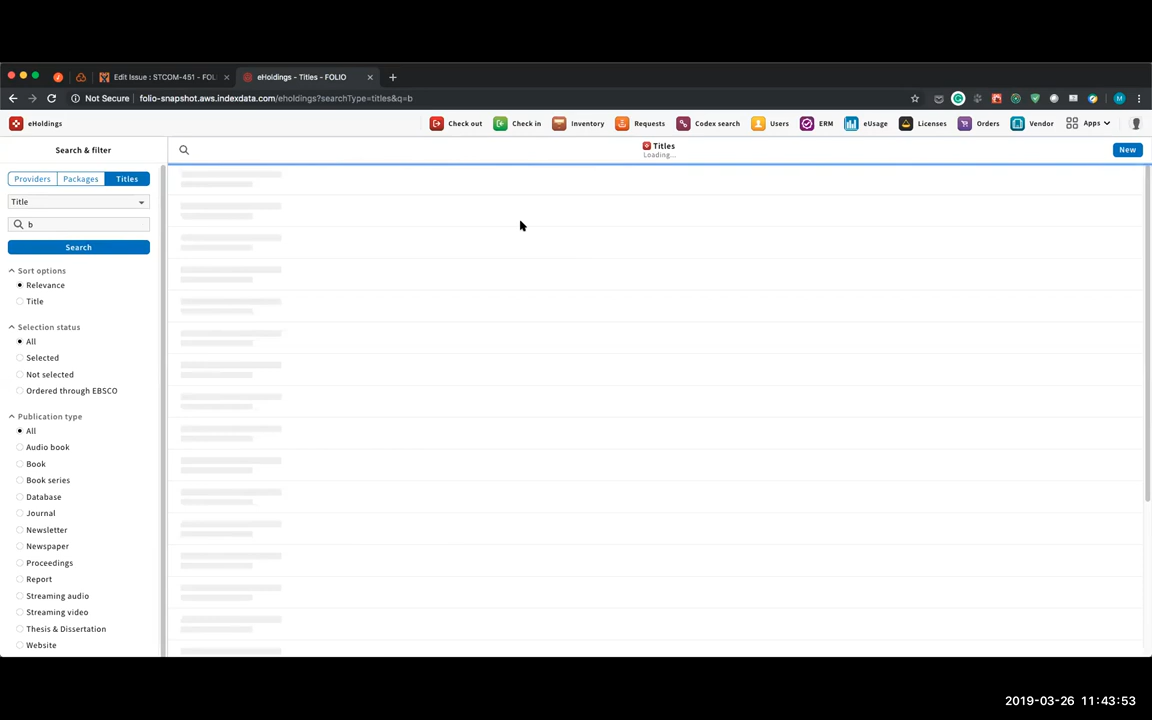 Edit Issue : STCOM-451 - FOL
eHoldings - Titles - FOLIO
Not Secure
folio-snapshot.aws.indexdata.com/eholdings?searchType=titles&q=b
M
eHoldings
Check out
Check in
Inventory
Requests
Codex search
Users
ERM
eUsage
Licenses
Orders
Vendor
Apps
Search & filter
Titles
Loading...
New
Providers
Packages
Titles
Title
b
Search
Sort options
Relevance
Title
Selection status
All
Selected
Not selected
Ordered through EBSCO
Publication type
All
Audio book
Book
Book series
Database
Journal
Newsletter
Newspaper
Proceedings
Report
Streaming audio
Streaming video
Thesis & Dissertation
Website
2019-03-26 11:43:53